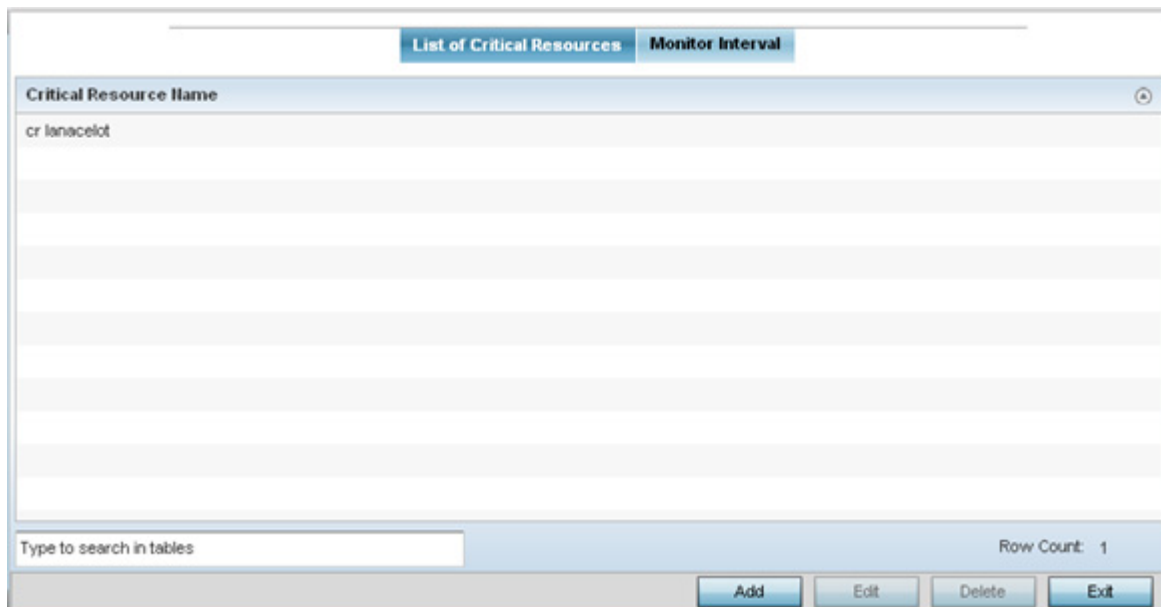 List of Critical Resources Monitor Interval
Critical Resource Name
cr lanacelot
Type to search in tables Row Count: 1
Add Edit Delete Exit